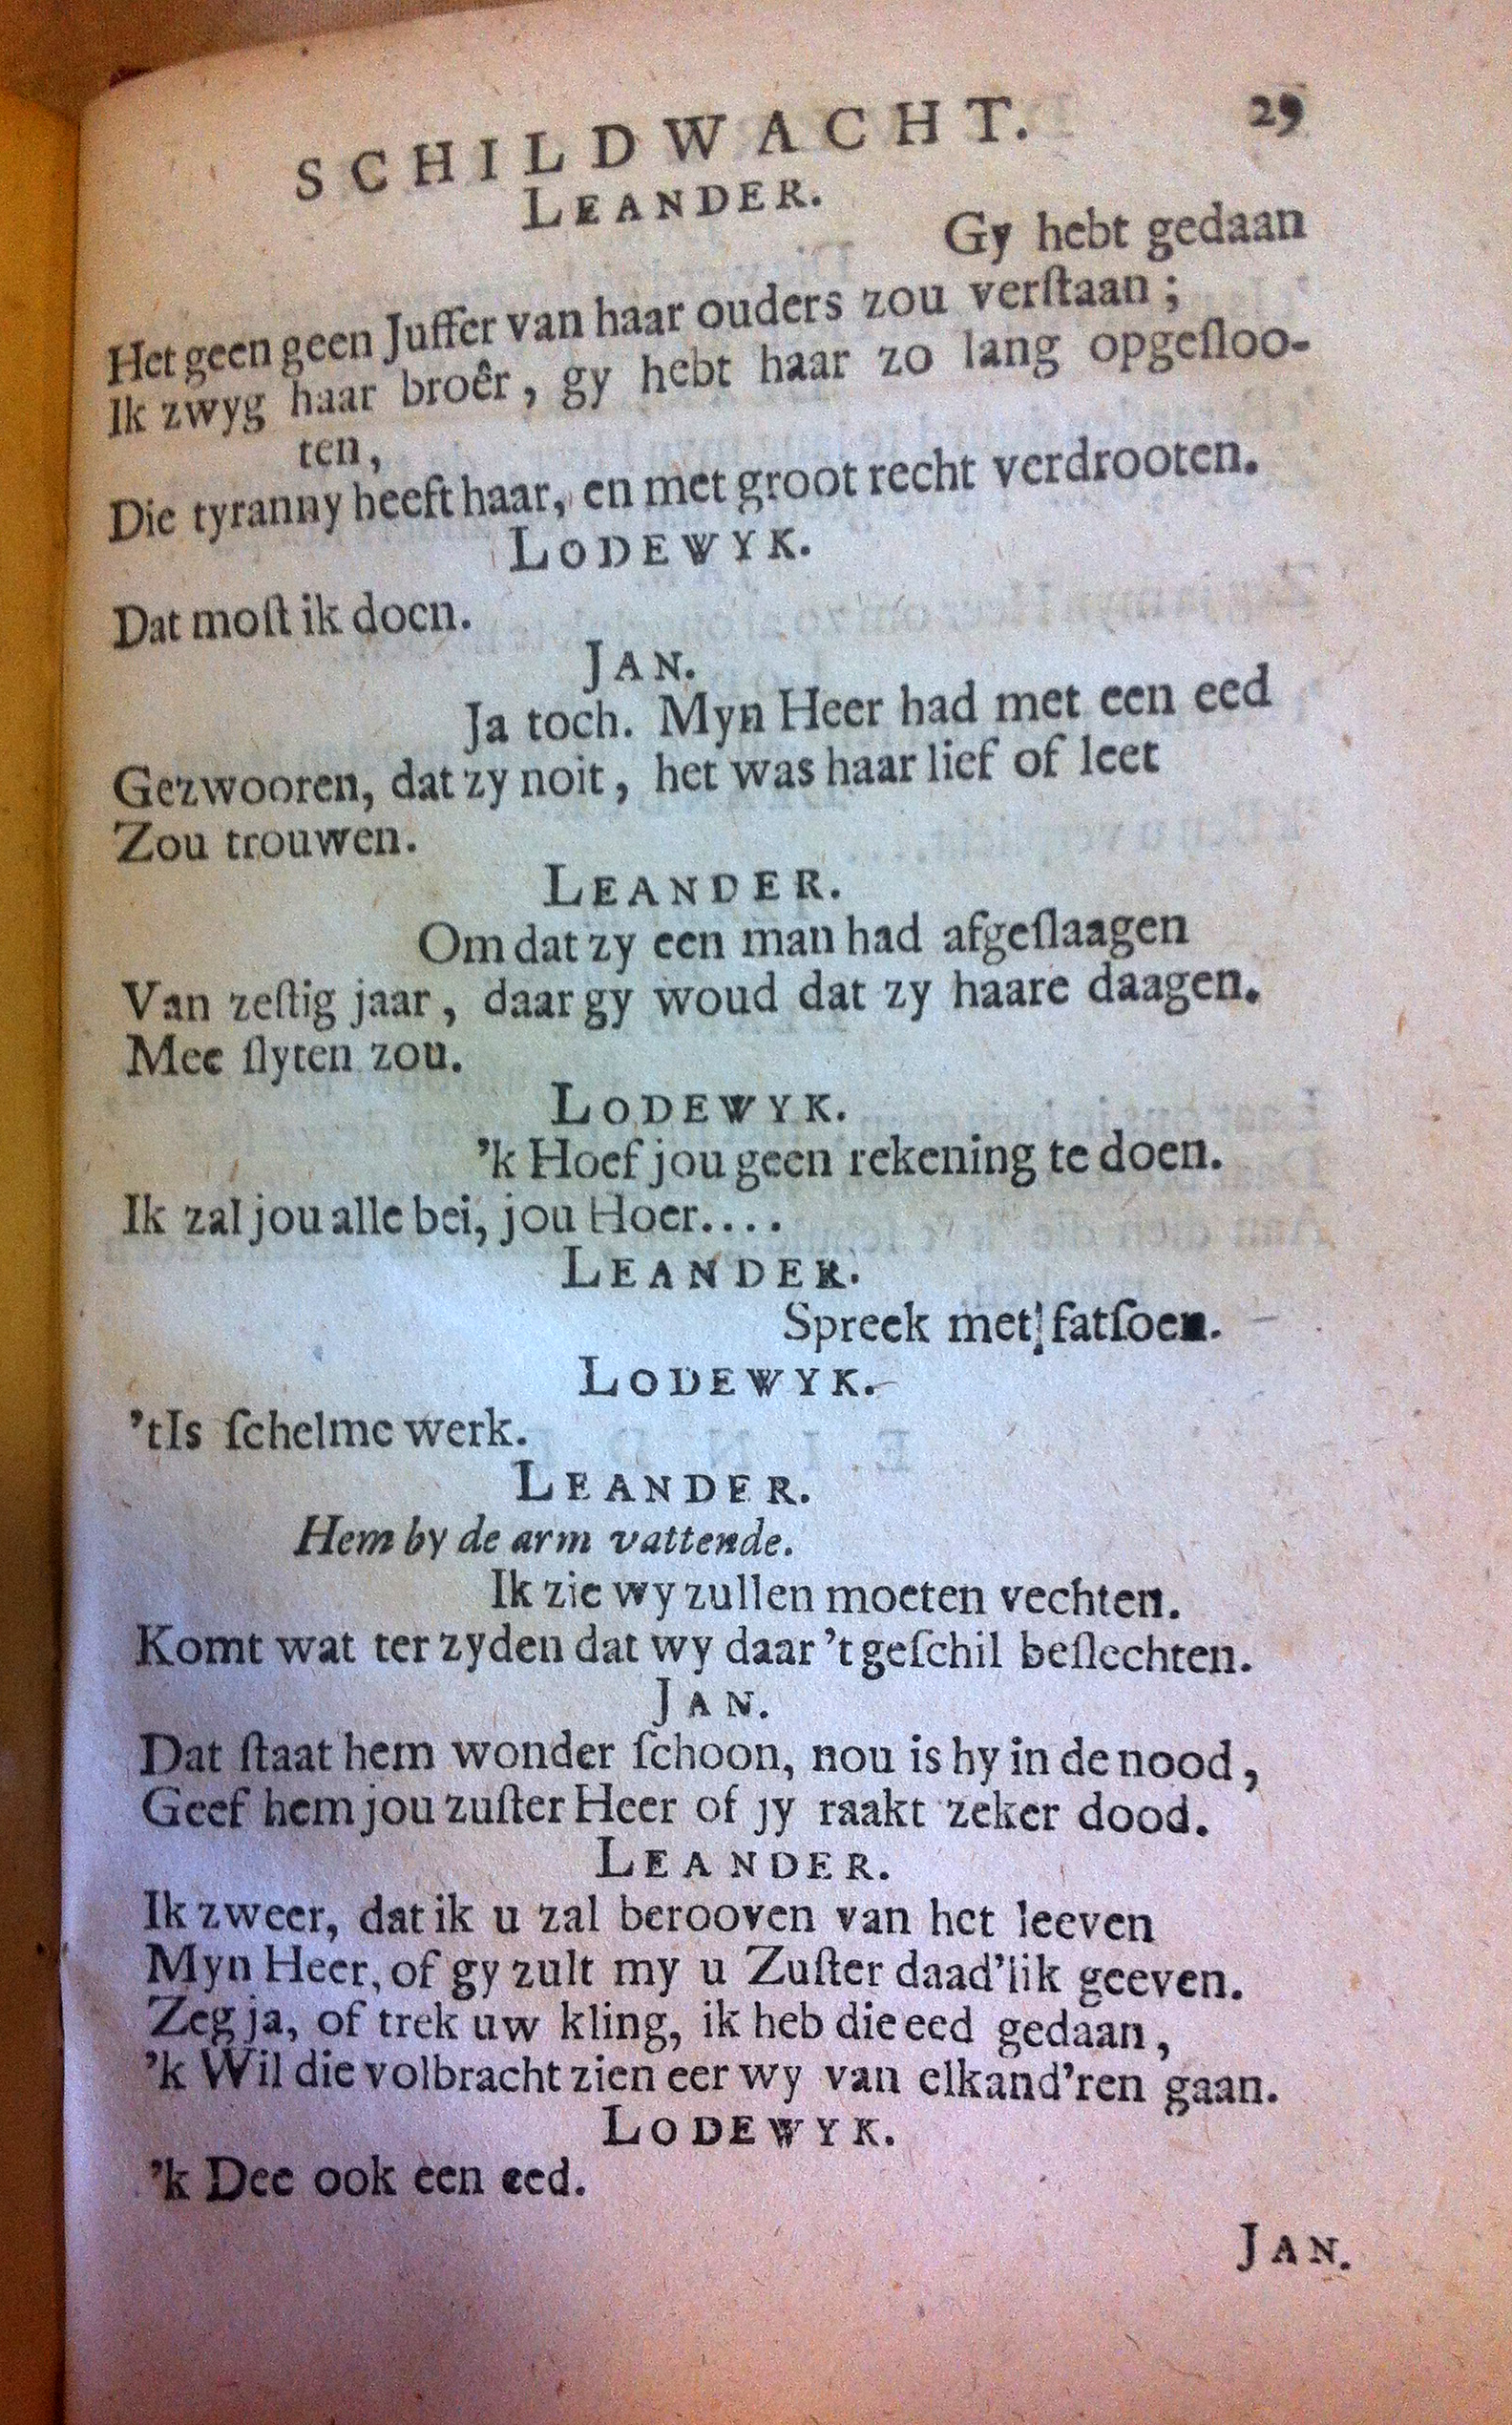 SCHILDWACHT. 29
LEANDER.
Gy hebt gedaan
Het geen geen Juffer van haar ouders zou verſtaan;
Ik zwyg haar broêr, gy hebt haar zo lang opgeſloo-
ten,
Die tyranny heeft haar, en met groot recht verdrooten.
LODEWYK.
Dat moſt ik doen.
JAN.
Ja toch. Myn Heer had met een eed
Gezwooren, dat zy noit, het was haar lief of leet
Zou trouwen.
LEANDER.
Om dat zy een man had afgeſlaagen
Van zeſtig jaar, daar gy woud dat zy haare daagen.
Mee ſlyten zou.
LODEWYK.
'k Hoef jou geen rekening te doen.
Ik zal jou alle bei, jou Hoer....
LEANDER.
Spreek met fatſoen.
LODEWYK.
't Is ſchelme werk.
LEANDER.
Hem by de arm vattende.
Ik zie wy zullen moeten vechten.
Komt wat ter zyden dat wy daar 't geſchil beſlechten.
JAN.
Dat ſtaat hem wonder ſchoon, nou is hy in de nood,
Geef hem jou zuſter Heer of jy raakt zeker dood.
LEANDER.
Ik zweer, dat ik u zal berooven van het leeven
Myn Heer, of gy zult my u Zuſter daad'lik geeven.
Zeg ja, of trek uw kling, ik heb die eed gedaan,
'k Wil die volbracht zien eer wy van elkand'ren gaan.
LODEWYK.
'k Dee ook een eed.
JAN.